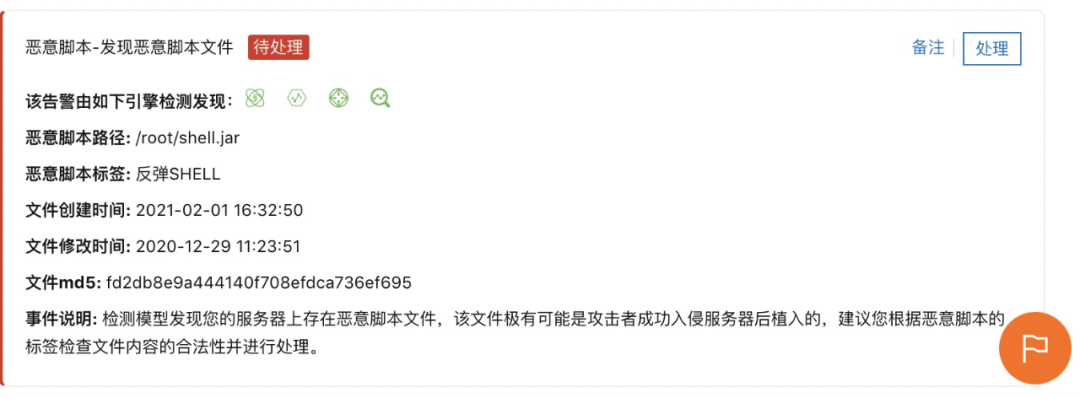 恶意脚本-发现恶意脚本文件 待处理 备注 处理
该告警由如下引擎检测发现:
恶意脚本路径: /root/shell.jar
恶意脚本标签: 反弹SHELL
文件创建时间: 2021-02-01 16:32:50
文件修改时间: 2020-12-29 11:23:51
文件md5: fd2db8e9a444140f708efdca736ef695
事件说明: 检测模型发现您的服务器上存在恶意脚本文件，该文件极有可能是攻击者成功入侵服务器后植入的，建议您根据恶意脚本的
标签检查文件内容的合法性并进行处理。